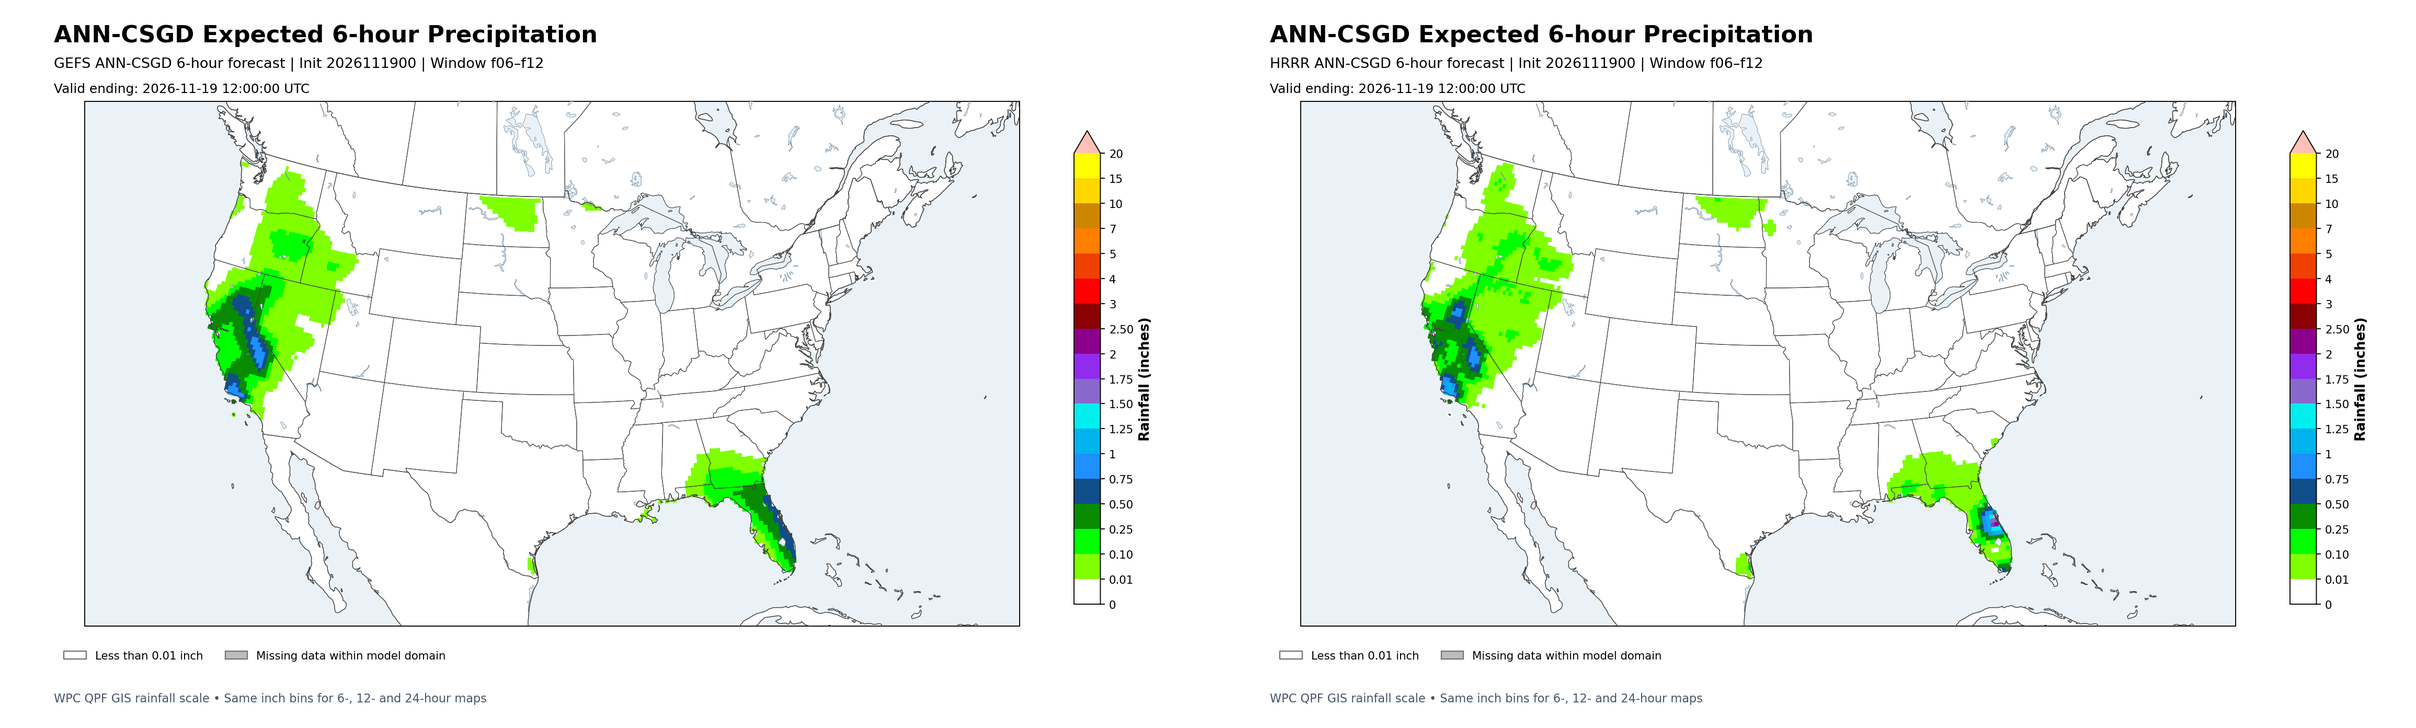 ANN-CSGD Expected 6-hour Precipitation
GEFS ANN-CSGD 6-hour forecast | Init 2026111900 | Window f06–f12
Valid ending: 2026-11-19 12:00:00 UTC
20
15
10
7
5
4
3
2.50
2
1.75
1.50
1.25
1
0.75
0.50
0.25
0.10
0.01
0
Rainfall (inches)
Less than 0.01 inch
Missing data within model domain
WPC QPF GIS rainfall scale • Same inch bins for 6-, 12- and 24-hour maps
ANN-CSGD Expected 6-hour Precipitation
HRRR ANN-CSGD 6-hour forecast | Init 2026111900 | Window f06–f12
Valid ending: 2026-11-19 12:00:00 UTC
20
15
10
7
5
4
3
2.50
2
1.75
1.50
1.25
1
0.75
0.50
0.25
0.10
0.01
0
Rainfall (inches)
Less than 0.01 inch
Missing data within model domain
WPC QPF GIS rainfall scale • Same inch bins for 6-, 12- and 24-hour maps